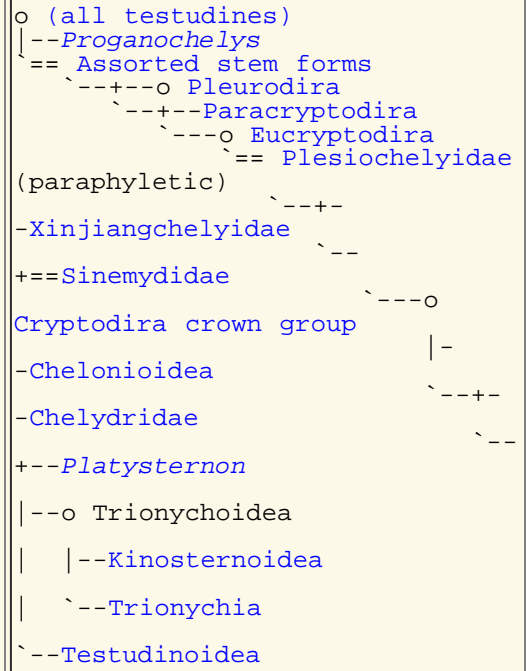 o (all testudines)
|--Proganochelys
`== Assorted stem forms
`--+--o Pleurodira
`--+--Paracryptodira
`---o Eucryptodira
`== Plesiochelyidae
(paraphyletic)
`--+-
-Xinjiangchelyidae
`--
+==Sinemydidae
`---o
Cryptodira crown group
|-
-Chelonioidea
`--+-
-Chelydridae
`--
+--Platysternon
|--o Trionychoidea
| |--Kinosternoidea
| `--Trionychia
`--Testudinoidea